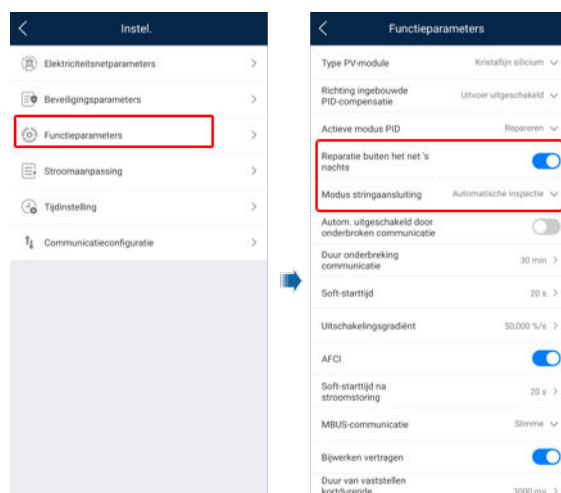 Instel.
Elektriciteitsnetparameters
Beveiligingsparameters
Functieparameters
Stroomaanpassing
Tijdinstelling
Communicatieconfiguratie
Functieparameters
Type PV-module Kristallijn silicium
Richting ingebouwde
PID-compensatie Uitvoer uitgeschakeld
Actieve modus PID Repareren
Reparatie buiten het net 's
nachts
Modus stringaansluiting Automatische inspectie
Autom. uitgeschakeld door
onderbroken communicatie
Duur onderbreking
communicatie 30 min
Soft-starttijd 20 s
Uitschakelingsgradiënt 50,000 %/s
AFCI
Soft-starttijd na
stroomstoring 20 s
MBUS-communicatie Slimme
Bijwerken vertragen
Duur van vaststellen
kortdurende 3000 ms